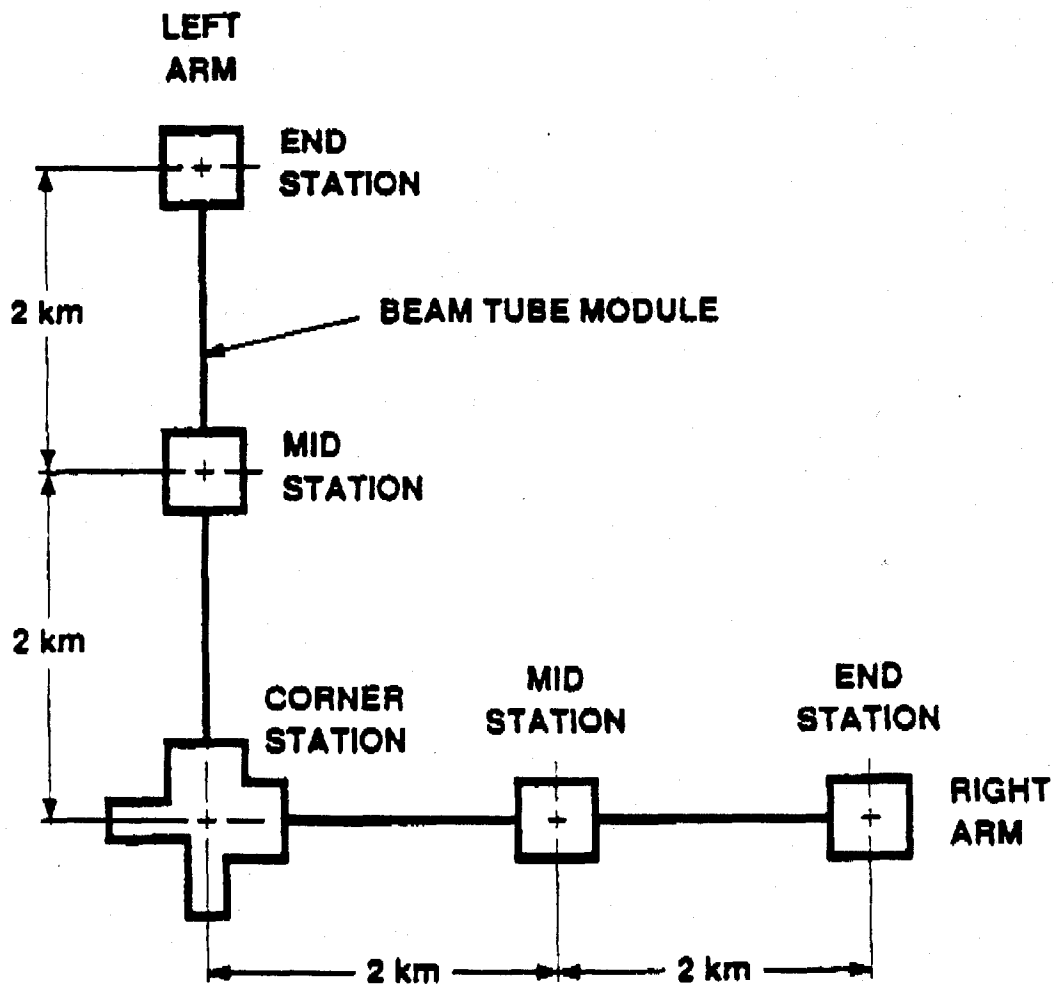 LEFT
ARM
END
STATION
2 km
BEAM TUBE MODULE
MID
STATION
2 km
CORNER
STATION
MID
STATION
END
STATION
RIGHT
ARM
2 km
2 km